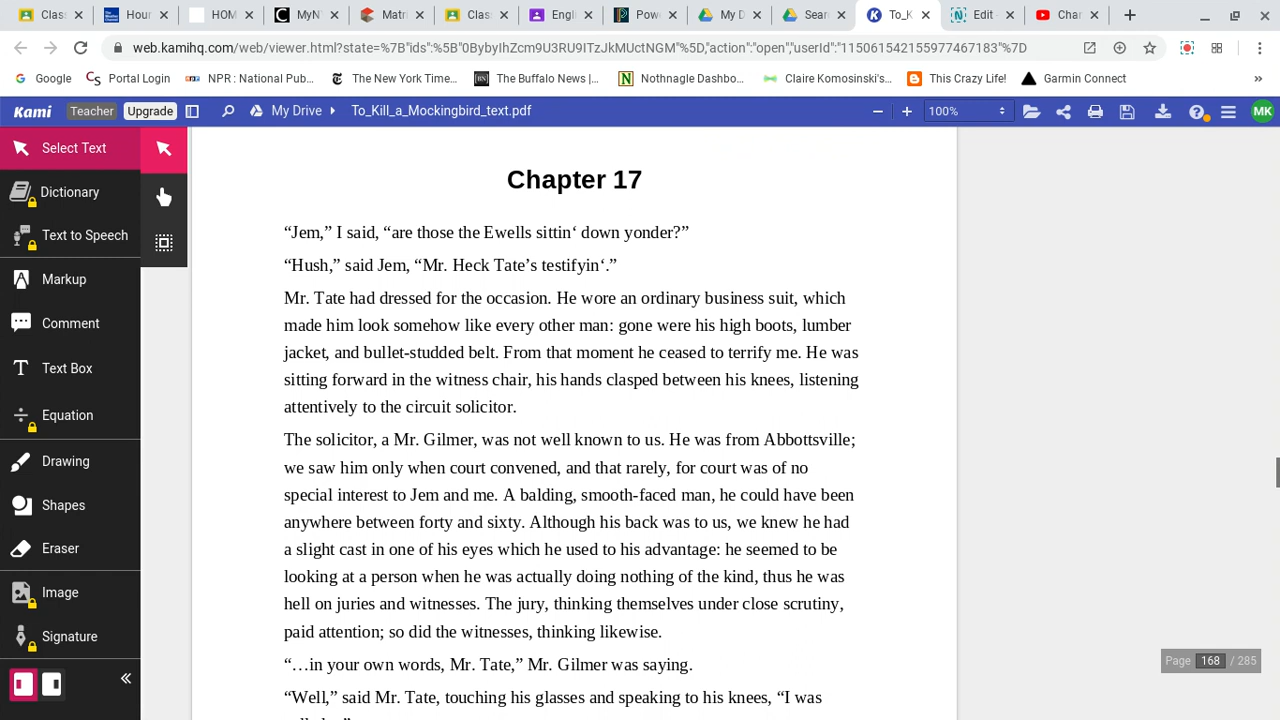 Class
Hour
HOM
MyN
Matri
Class
Engli
Pow
My D
Sear
To_K
Edit -
Char
web.kamihq.com/web/viewer.html?state=%7B"ids":%5B"0BybyIhZcm9U3RU9ITzJkMUctNGM"%5D,"action":"open","userId":"115061542155977467183"%7D
Google
Portal Login
NPR : National Pub...
The New York Time...
The Buffalo News |...
Nothnagle Dashbo...
Claire Komosinski's...
This Crazy Life!
Garmin Connect
»
Kami
Teacher
Upgrade
My Drive
To_Kill_a_Mockingbird_text.pdf
100%
MK
Select Text
Dictionary
Text to Speech
Markup
Comment
Text Box
Equation
Drawing
Shapes
Eraser
Image
Signature
Chapter 17
“Jem,” I said, “are those the Ewells sittin‘ down yonder?”
“Hush,” said Jem, “Mr. Heck Tate’s testifyin‘.”
Mr. Tate had dressed for the occasion. He wore an ordinary business suit, which
made him look somehow like every other man: gone were his high boots, lumber
jacket, and bullet-studded belt. From that moment he ceased to terrify me. He was
sitting forward in the witness chair, his hands clasped between his knees, listening
attentively to the circuit solicitor.
The solicitor, a Mr. Gilmer, was not well known to us. He was from Abbottsville;
we saw him only when court convened, and that rarely, for court was of no
special interest to Jem and me. A balding, smooth-faced man, he could have been
anywhere between forty and sixty. Although his back was to us, we knew he had
a slight cast in one of his eyes which he used to his advantage: he seemed to be
looking at a person when he was actually doing nothing of the kind, thus he was
hell on juries and witnesses. The jury, thinking themselves under close scrutiny,
paid attention; so did the witnesses, thinking likewise.
“…in your own words, Mr. Tate,” Mr. Gilmer was saying.
“Well,” said Mr. Tate, touching his glasses and speaking to his knees, “I was
Page 168 / 285